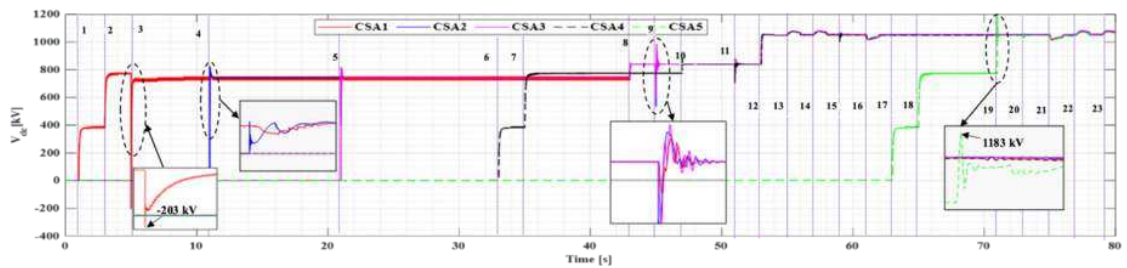 CSA1 CSA2 CSA3 CSA4 CSA5
1200
1000
800
600
400
200
0
-200
-400
V_dc [kV]
1 2 3 4 5 6 7 8 9 10 11 12 13 14 15 16 17 18 19 20 21 22 23
-203 kV
1183 kV
0 10 20 30 40 50 60 70 80
Time [s]